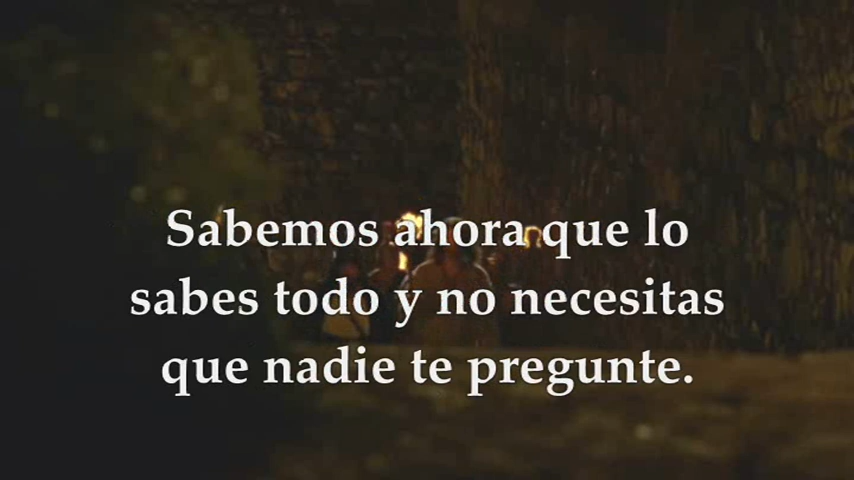 Sabemos ahora que lo
sabes todo y no necesitas
que nadie te pregunte.